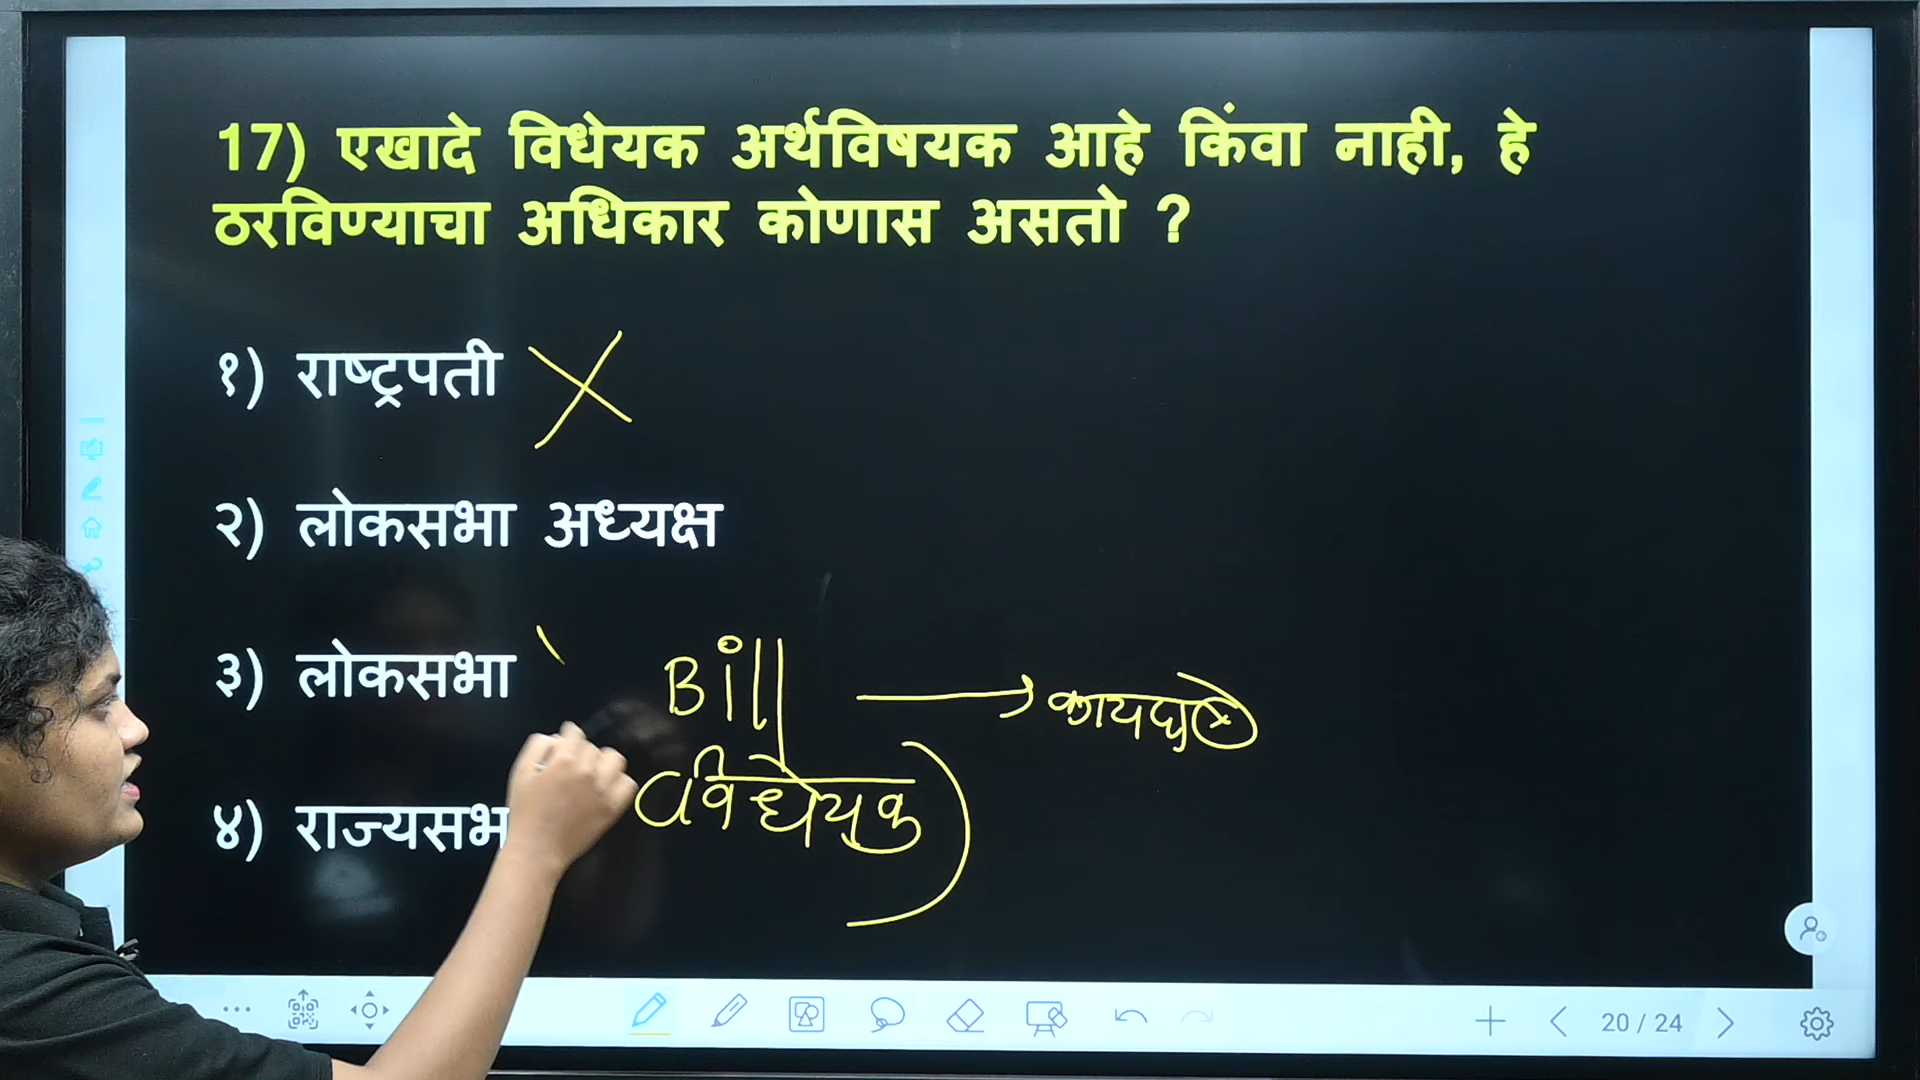 17) एखादे विधेयक अर्थविषयक आहे किंवा नाही, हे
ठरविण्याचा अधिकार कोणास असतो ?
१) राष्ट्रपती
२) लोकसभा अध्यक्ष
३) लोकसभा
Bill
४) राज्यसभ
विधेयक
20 / 24